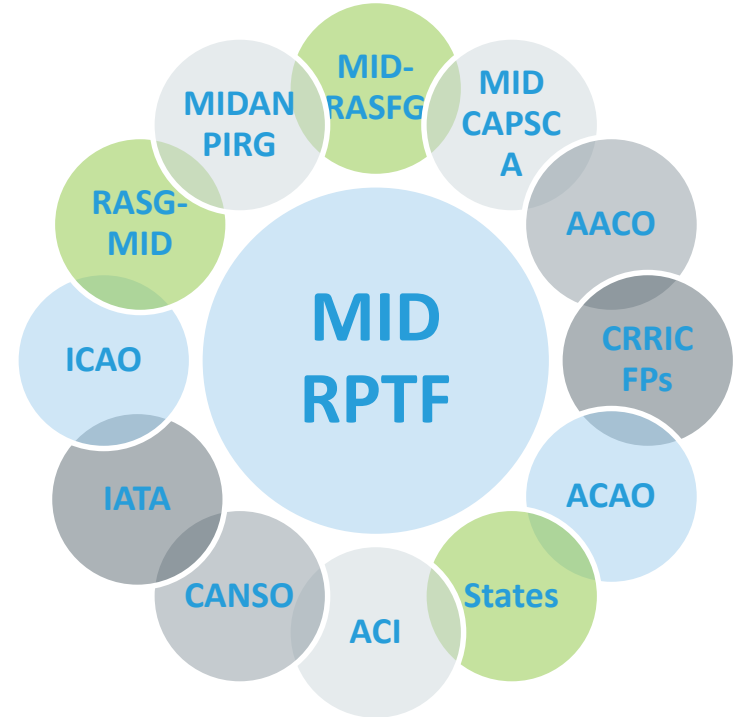 MID-
RASFG
MID
CAPSC
A
AACO
CRRIC
FPs
ACAO
States
ACI
CANSO
IATA
ICAO
RASG-
MID
MIDAN
PIRG
MID
RPTF